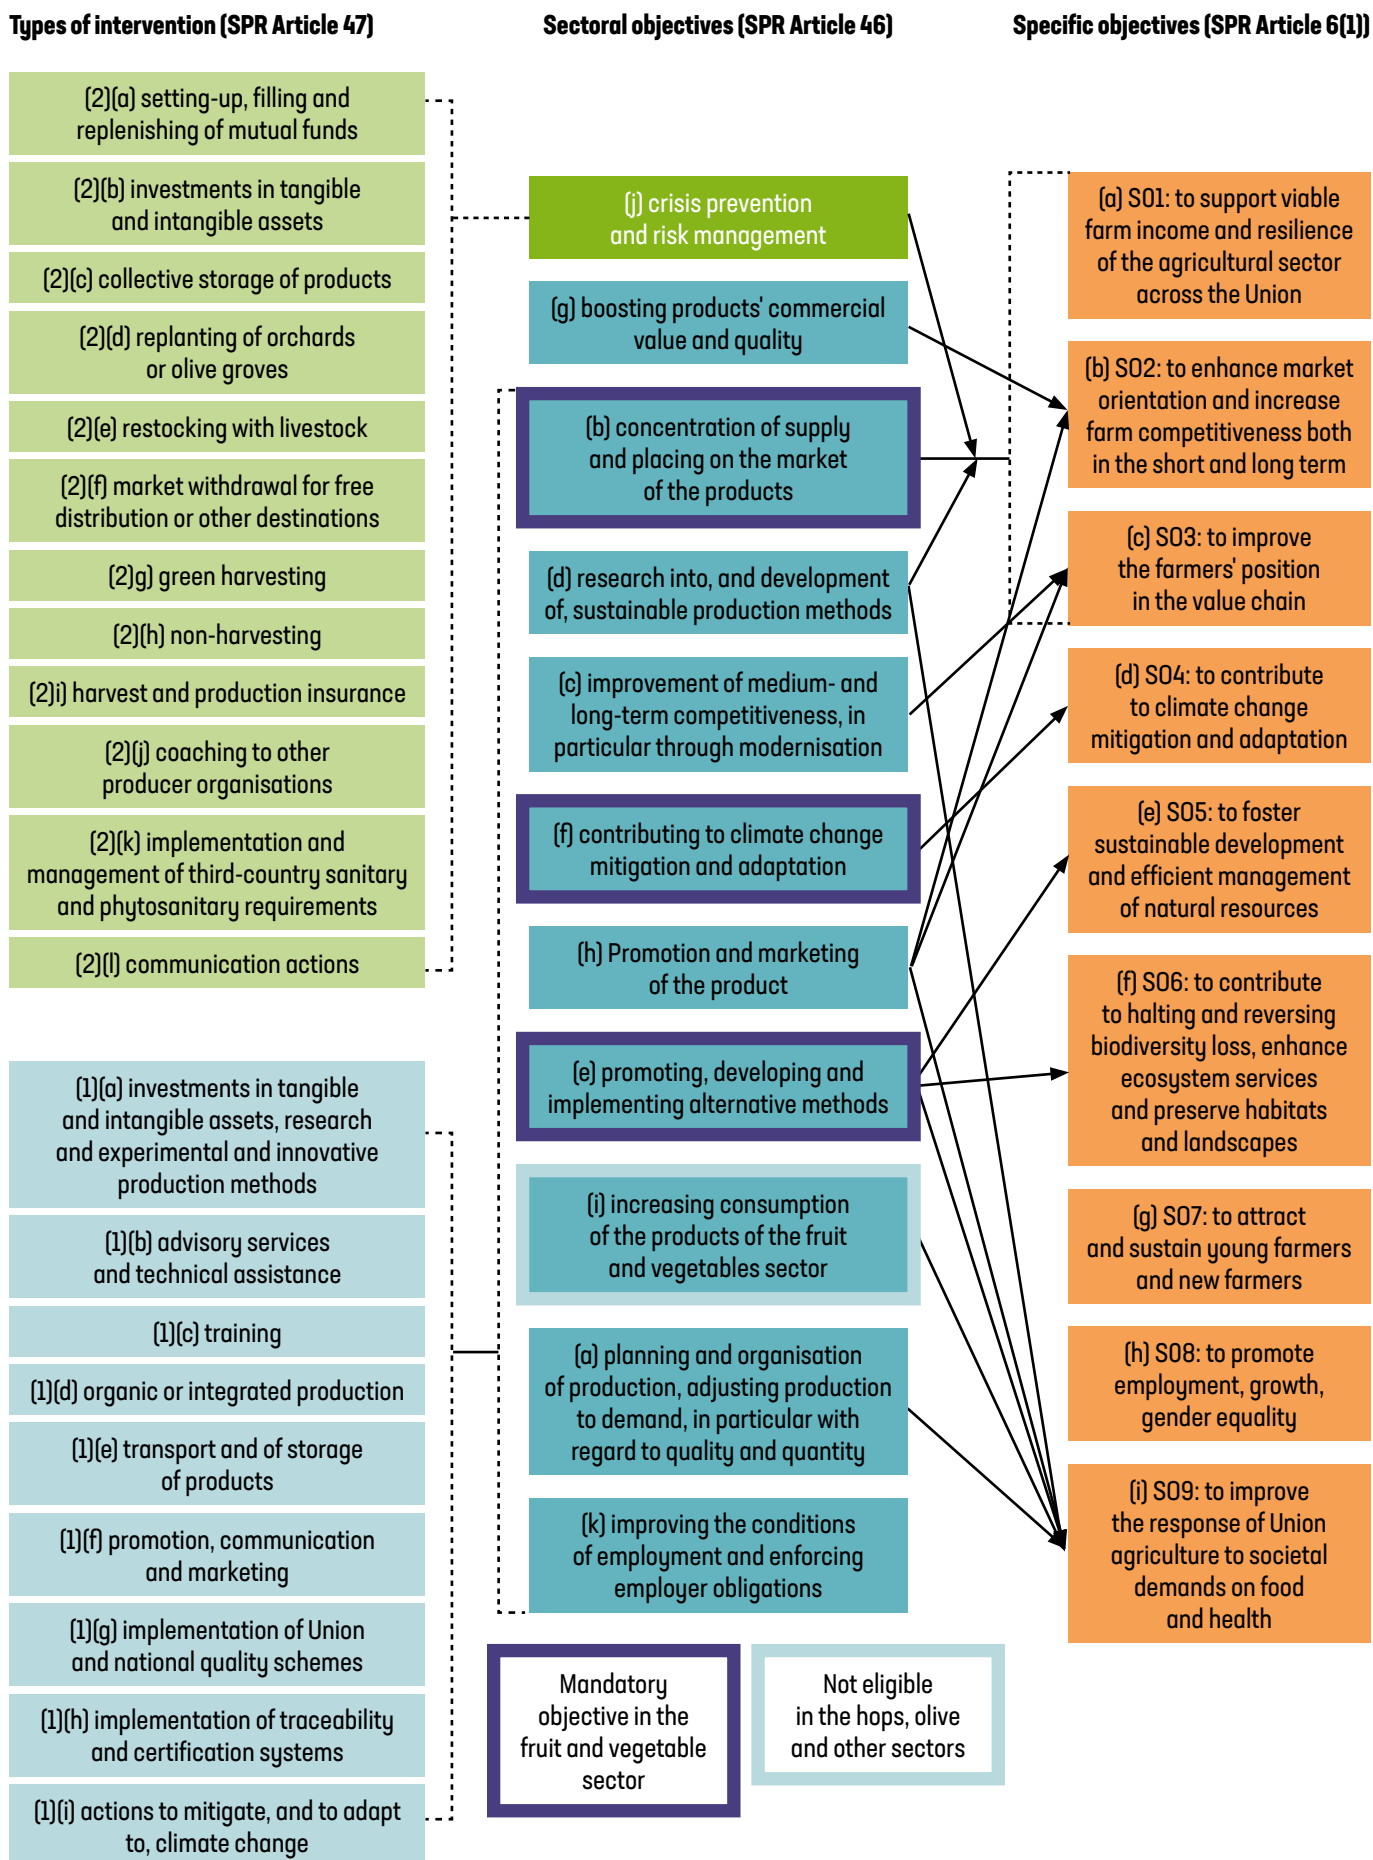 Types of intervention (SPR Article 47)
(2)(a) setting-up, filling and
replenishing of mutual funds
(2)(b) investments in tangible
and intangible assets
(2)(c) collective storage of products
(2)(d) replanting of orchards
or olive groves
(2)(e) restocking with livestock
(2)(f) market withdrawal for free
distribution or other destinations
(2)g) green harvesting
(2)(h) non-harvesting
(2)i) harvest and production insurance
(2)(j) coaching to other
producer organisations
(2)(k) implementation and
management of third-country sanitary
and phytosanitary requirements
(2)(l) communication actions
(1)(a) investments in tangible
and intangible assets, research
and experimental and innovative
production methods
(1)(b) advisory services
and technical assistance
(1)(c) training
(1)(d) organic or integrated production
(1)(e) transport and of storage
of products
(1)(f) promotion, communication
and marketing
(1)(g) implementation of Union
and national quality schemes
(1)(h) implementation of traceability
and certification systems
(1)(i) actions to mitigate, and to adapt
to, climate change
Sectoral objectives (SPR Article 46)
(j) crisis prevention
and risk management
(g) boosting products' commercial
value and quality
(b) concentration of supply
and placing on the market
of the products
(d) research into, and development
of, sustainable production methods
(c) improvement of medium- and
long-term competitiveness, in
particular through modernisation
(f) contributing to climate change
mitigation and adaptation
(h) Promotion and marketing
of the product
(e) promoting, developing and
implementing alternative methods
(i) increasing consumption
of the products of the fruit
and vegetables sector
(a) planning and organisation
of production, adjusting production
to demand, in particular with
regard to quality and quantity
(k) improving the conditions
of employment and enforcing
employer obligations
Mandatory
objective in the
fruit and vegetable
sector
Not eligible
in the hops, olive
and other sectors
Specific objectives (SPR Article 6(1))
(a) SO1: to support viable
farm income and resilience
of the agricultural sector
across the Union
(b) SO2: to enhance market
orientation and increase
farm competitiveness both
in the short and long term
(c) SO3: to improve
the farmers' position
in the value chain
(d) SO4: to contribute
to climate change
mitigation and adaptation
(e) SO5: to foster
sustainable development
and efficient management
of natural resources
(f) SO6: to contribute
to halting and reversing
biodiversity loss, enhance
ecosystem services
and preserve habitats
and landscapes
(g) SO7: to attract
and sustain young farmers
and new farmers
(h) SO8: to promote
employment, growth,
gender equality
(i) SO9: to improve
the response of Union
agriculture to societal
demands on food
and health